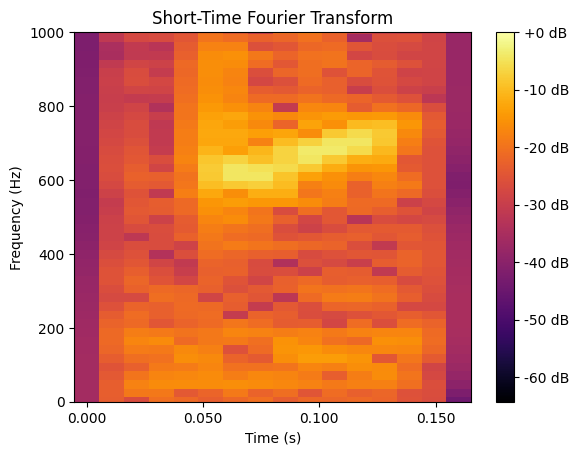 Short-Time Fourier Transform
1000
800
600
400
200
0
Frequency (Hz)
0.000
0.050
0.100
0.150
Time (s)
+0 dB
-10 dB
-20 dB
-30 dB
-40 dB
-50 dB
-60 dB